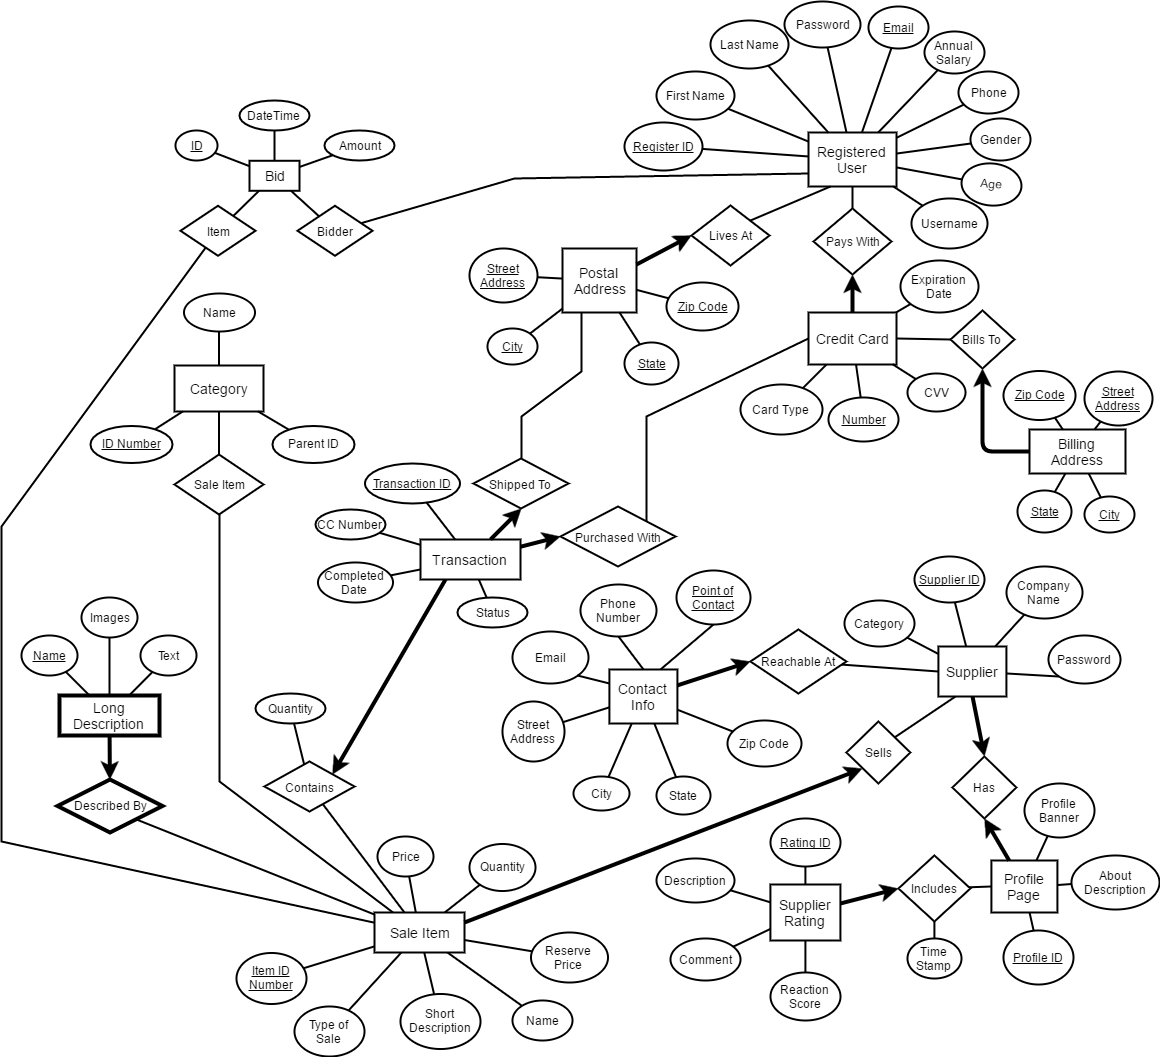 Password
Email
Last Name
Annual
Salary
First Name
Phone
DateTime
Register ID
Gender
ID
Amount
Registered
User
Bid
Age
Username
Item
Bidder
Lives At
Pays With
Street
Address
Postal
Address
Expiration
Date
Zip Code
Name
City
State
Credit Card
Bills To
Category
CVV
Zip Code
Street
Address
Card Type
Number
ID Number
Parent ID
Billing
Address
Sale Item
Transaction ID
Shipped To
State
City
CC Number
Purchased With
Transaction
Completed
Date
Status
Supplier ID
Company
Name
Images
Phone
Number
Point of
Contact
Category
Name
Text
Email
Reachable At
Supplier
Password
Long
Description
Contact
Info
Quantity
Street
Address
Zip Code
Sells
Contains
City
State
Has
Described By
Profile
Banner
Price
Quantity
Rating ID
Description
Includes
Profile
Page
About
Description
Supplier
Rating
Sale Item
Reserve
Price
Comment
Time
Stamp
Profile ID
Item ID
Number
Reaction
Score
Type of
Sale
Short
Description
Name